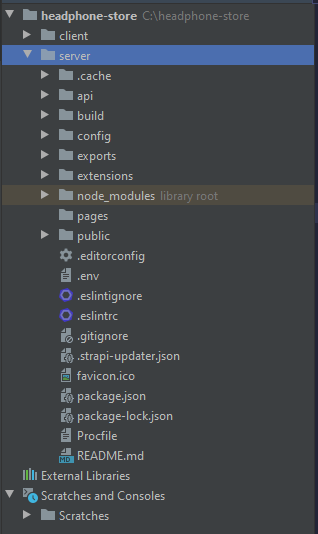 headphone-store C:\headphone-store
client
server
.cache
api
build
config
exports
extensions
node_modules library root
pages
public
.editorconfig
.env
.eslintignore
.eslintrc
.gitignore
.strapi-updater.json
favicon.ico
package.json
package-lock.json
Procfile
MD README.md
External Libraries
Scratches and Consoles
Scratches